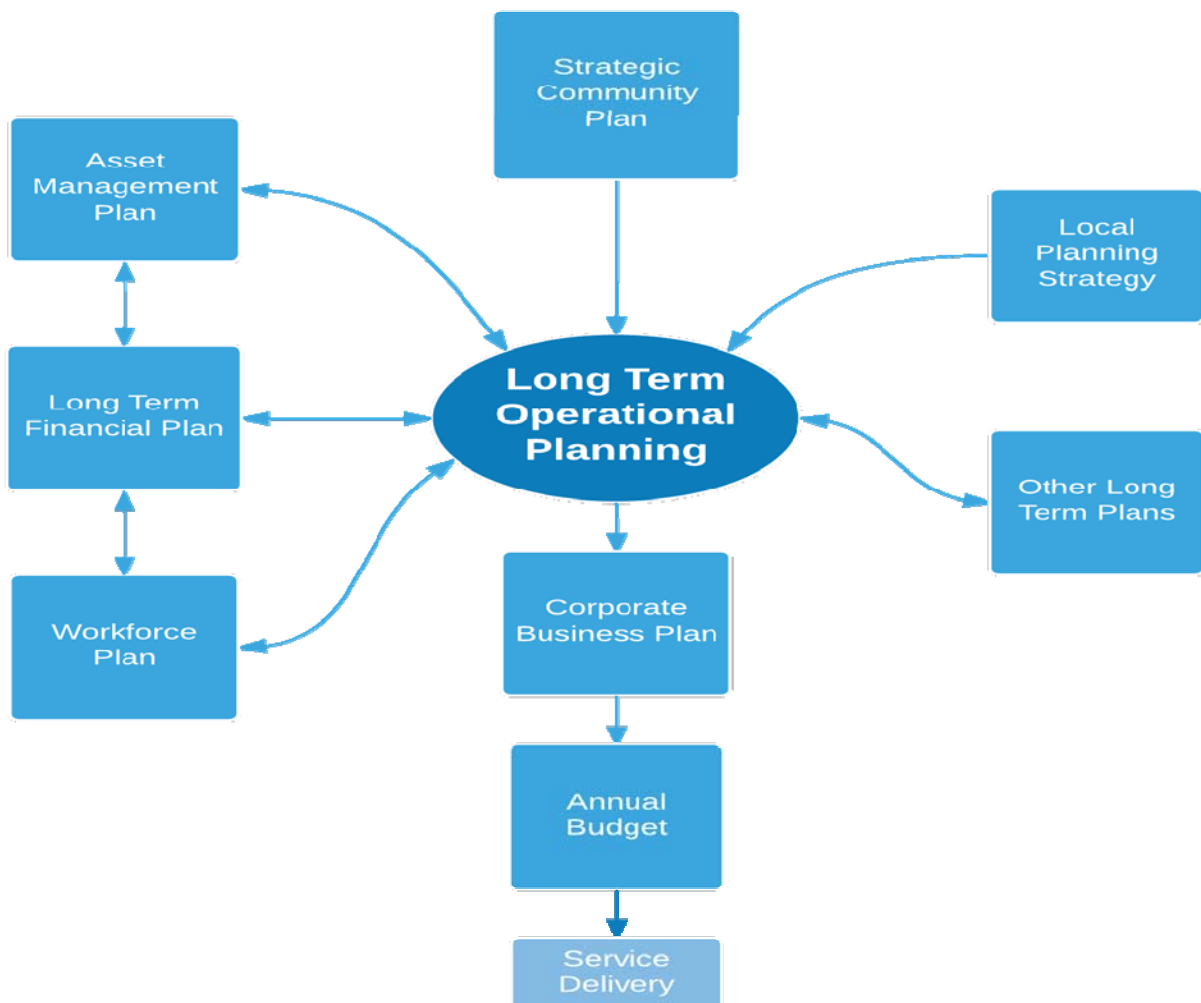 Strategic
Community
Plan
Asset
Management
Plan
Local
Planning
Strategy
Long Term
Operational
Planning
Long Term
Financial Plan
Other Long
Term Plans
Corporate
Business Plan
Workforce
Plan
Annual
Budget
Service
Delivery